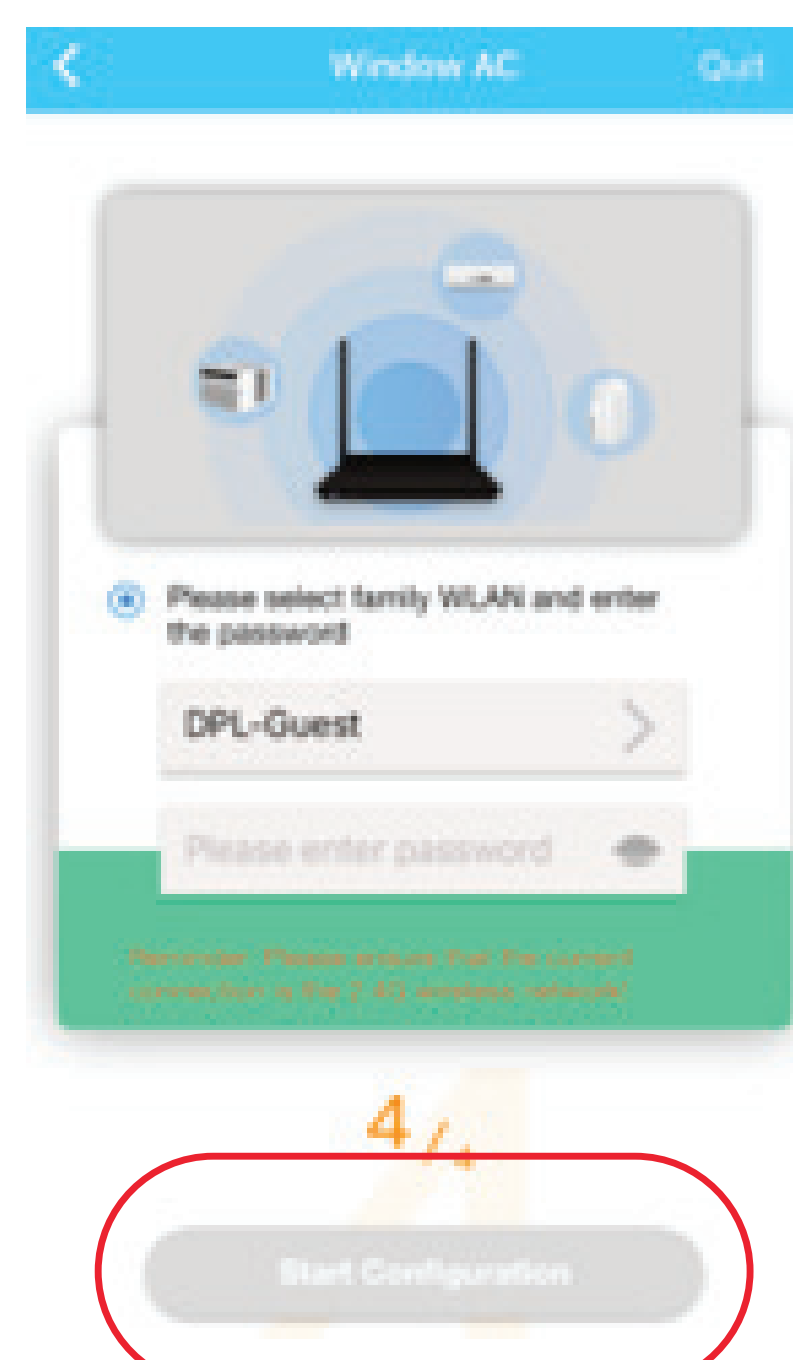 Window AC
Quit
Please select family WLAN and enter
the password
DPL-Guest
Please enter password
Reminder: Please ensure that the current
connection is the 2.4G wireless network!
4/4
Start Configuration